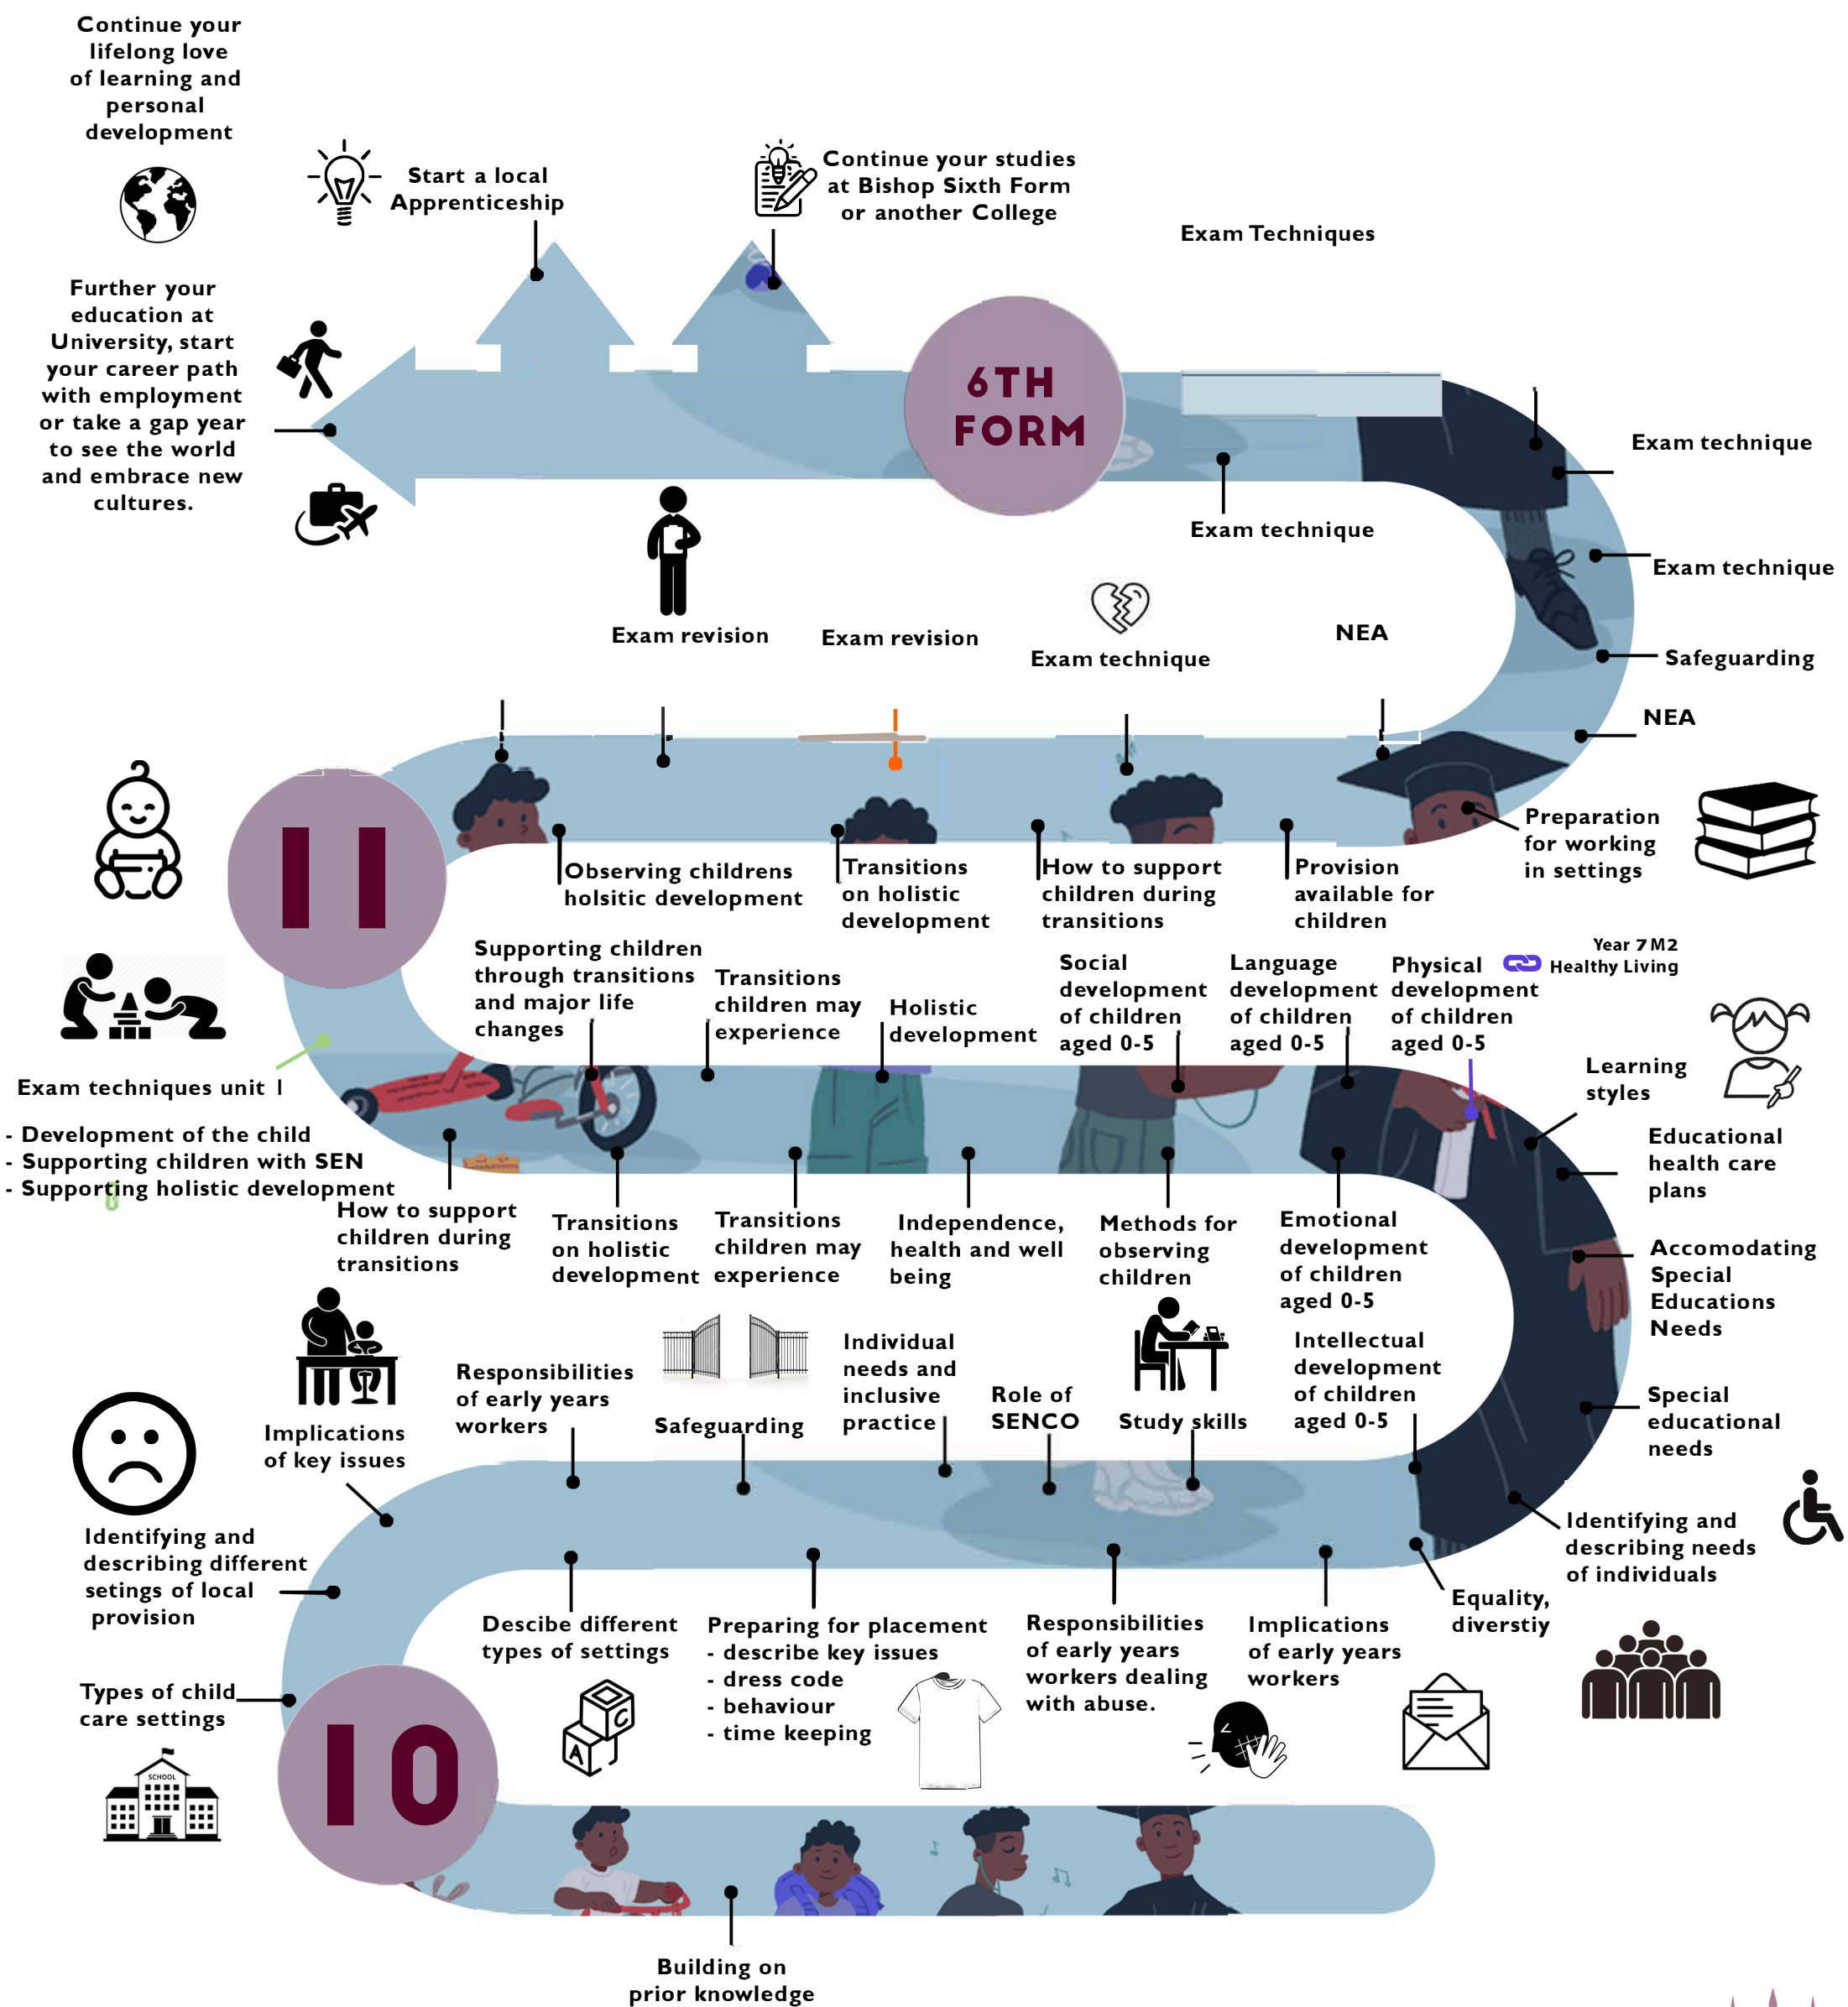 Continue your
lifelong love
of learning and
personal
development
Start a local
Apprenticeship
Continue your studies
at Bishop Sixth Form
or another College
Exam Techniques
Further your
education at
University, start
your career path
with employment
or take a gap year
to see the world
and embrace new
cultures.
6TH
FORM
Exam technique
Exam technique
Exam technique
Safeguarding
NEA
Exam revision
Exam revision
Exam technique
NEA
Preparation
for working
in settings
11
Observing childrens
holsitic development
Transitions
on holistic
development
How to support
children during
transitions
Provision
available for
children
Supporting children
through transitions
and major life
changes
Transitions
children may
experience
Holistic
development
Social
development
of children
aged 0-5
Language
development
of children
aged 0-5
Physical
development
of children
aged 0-5
Year 7 M2
Healthy Living
Learning
styles
Educational
health care
plans
Accomodating
Special
Educations
Needs
Special
educational
needs
Identifying and
describing needs
of individuals
Exam techniques unit 1
- Development of the child
- Supporting children with SEN
- Supporting holistic development
How to support
children during
transitions
Transitions
on holistic
development
Transitions
children may
experience
Independence,
health and well
being
Methods for
observing
children
Emotional
development
of children
aged 0-5
Intellectual
development
of children
aged 0-5
Implications
of key issues
Responsibilities
of early years
workers
Safeguarding
Individual
needs and
inclusive
practice
Role of
SENCO
Study skills
Identifying and
describing different
setings of local
provision
Descibe different
types of settings
Preparing for placement
- describe key issues
- dress code
- behaviour
- time keeping
Responsibilities
of early years
workers dealing
with abuse.
Implications
of early years
workers
Equality,
diverstiy
Types of child
care settings
SCHOOL
A
C
10
Building on
prior knowledge